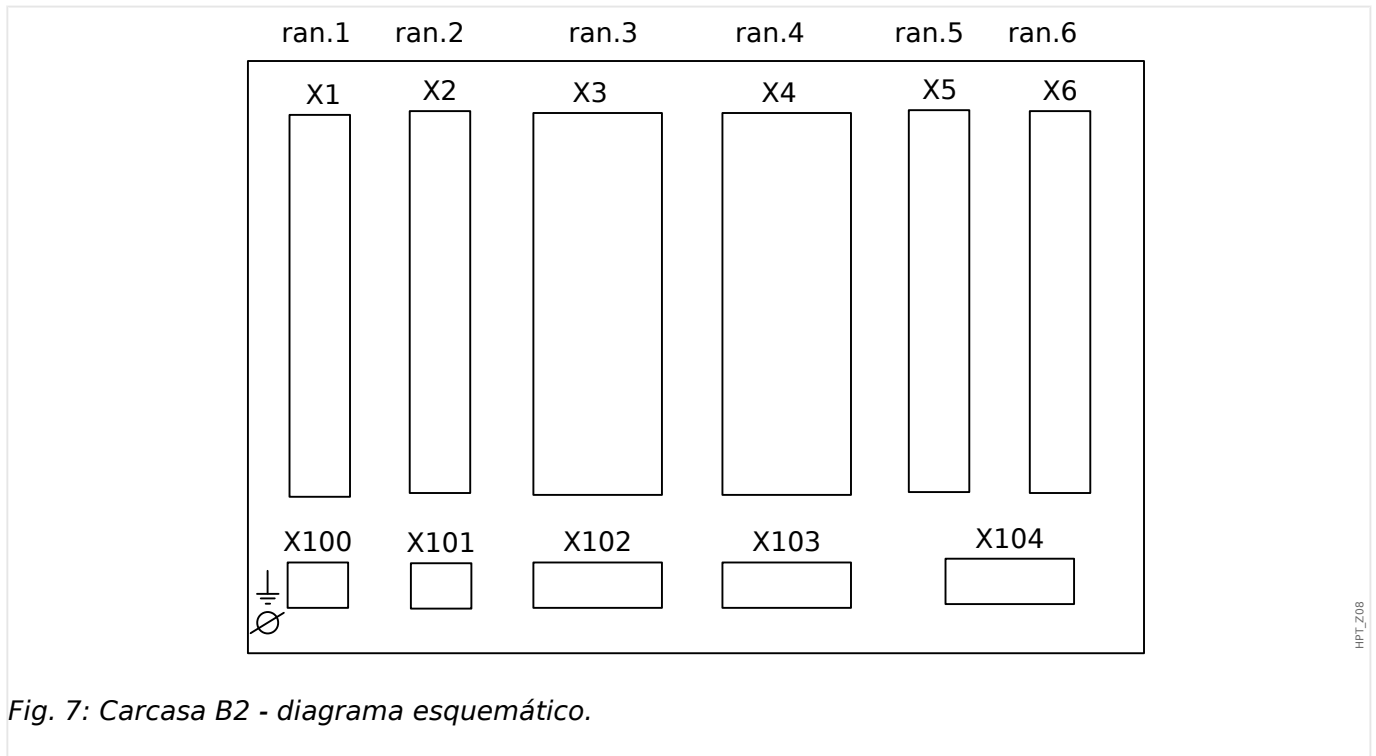 ran.1 ran.2 ran.3 ran.4 ran.5 ran.6
X1 X2 X3 X4 X5 X6
X100 X101 X102 X103 X104
HPT_Z08
Fig. 7: Carcasa B2 - diagrama esquemático.